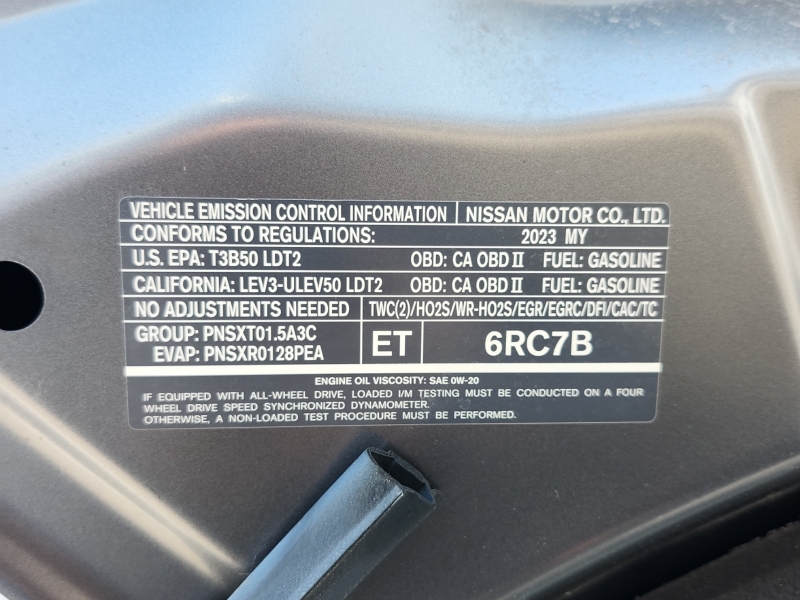 VEHICLE EMISSION CONTROL INFORMATION NISSAN MOTOR CO., LTD.
CONFORMS TO REGULATIONS: 2023 MY
U.S. EPA: T3B50 LDT2 OBD: CA OBD II FUEL: GASOLINE
CALIFORNIA: LEV3-ULEV50 LDT2 OBD: CA OBD II FUEL: GASOLINE
NO ADJUSTMENTS NEEDED TWC(2)/HO2S/WR-HO2S/EGR/EGRC/DFI/CAC/TC
GROUP: PNSXT01.5A3C
EVAP: PNSXR0128PEA
ET 6RC7B
ENGINE OIL VISCOSITY: SAE 0W-20
IF EQUIPPED WITH ALL-WHEEL DRIVE, LOADED I/M TESTING MUST BE CONDUCTED ON A FOUR
WHEEL DRIVE SPEED SYNCHRONIZED DYNAMOMETER.
OTHERWISE, A NON-LOADED TEST PROCEDURE MUST BE PERFORMED.